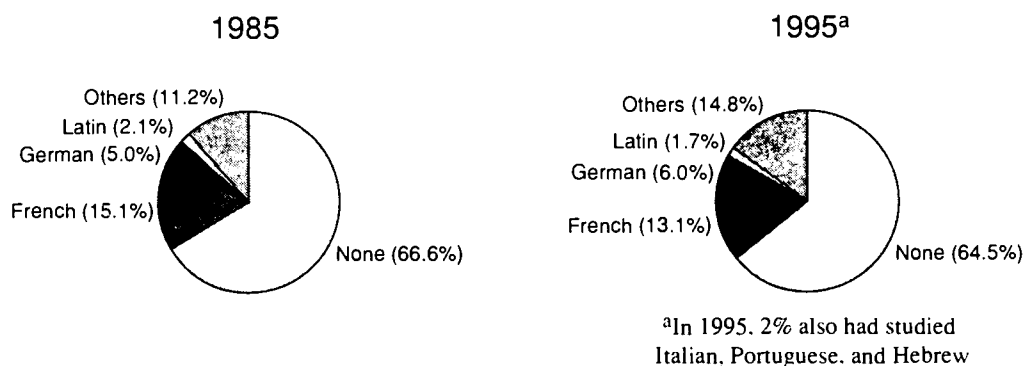 1985
Others (11.2%)
Latin (2.1%)
German (5.0%)
French (15.1%)
None (66.6%)
1995ª
Others (14.8%)
Latin (1.7%)
German (6.0%)
French (13.1%)
None (64.5%)
ªIn 1995. 2% also had studied
Italian, Portuguese, and Hebrew